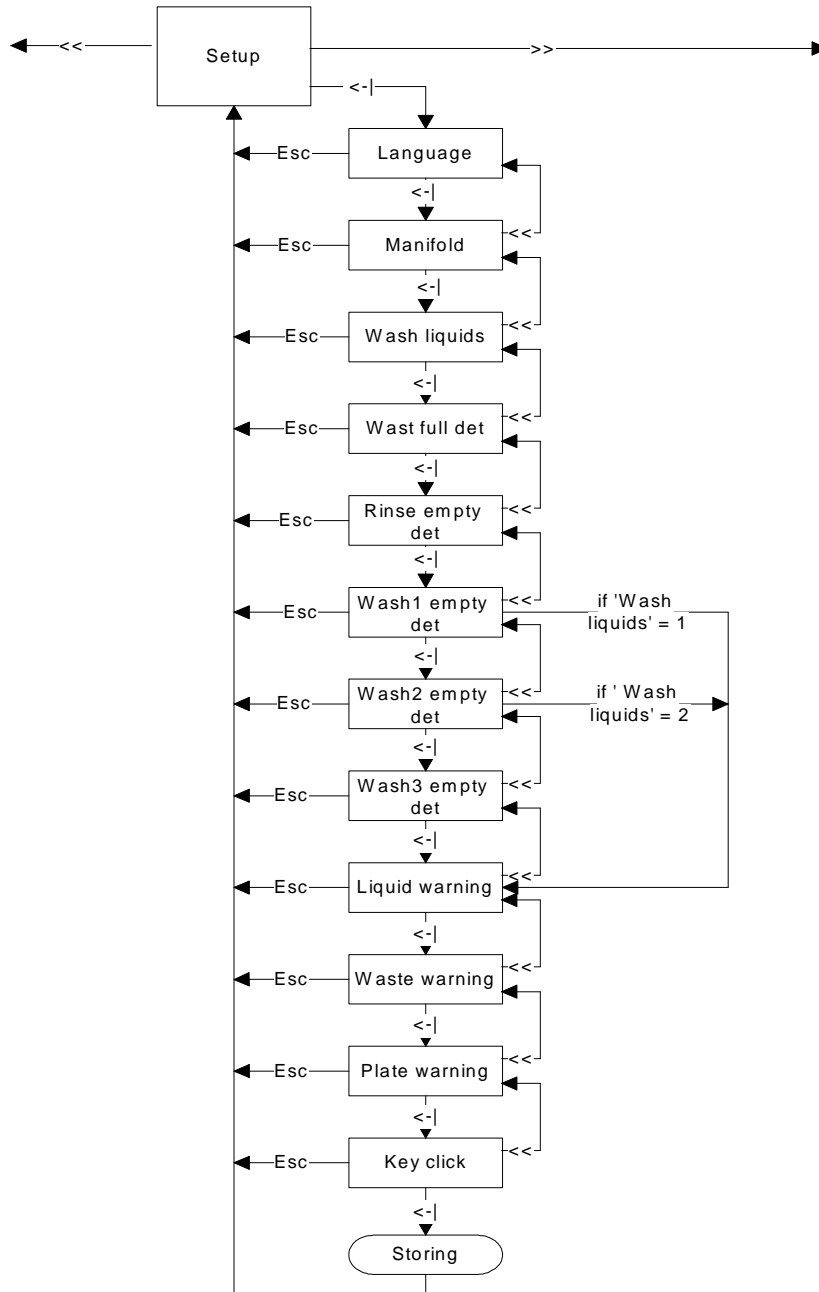 <<
Setup
>>
<-|
Esc
Language
<-|
<<
Esc
Manifold
<-|
<<
Esc
Wash liquids
<-|
<<
Esc
Wast full det
<-|
<<
Esc
Rinse empty
det
<-|
<<
Esc
Wash1 empty
det
if 'Wash
liquids' = 1
<-|
<<
Esc
Wash2 empty
det
if ' Wash
liquids' = 2
<-|
<<
Esc
Wash3 empty
det
<-|
<<
Esc
Liquid warning
<-|
<<
Esc
Waste warning
<-|
<<
Esc
Plate warning
<-|
<<
Esc
Key click
<-|
Storing